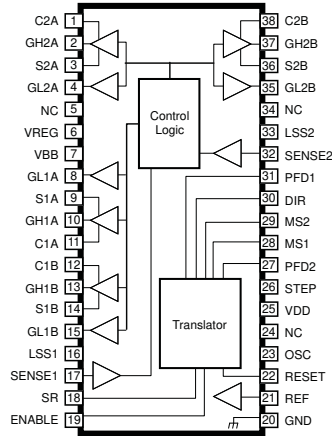 C2A 1
GH2A 2
S2A 3
GL2A 4
NC 5
VREG 6
VBB 7
GL1A 8
S1A 9
GH1A 10
C1A 11
C1B 12
GH1B 13
S1B 14
GL1B 15
LSS1 16
SENSE1 17
SR 18
ENABLE 19
Control
Logic
Translator
38 C2B
37 GH2B
36 S2B
35 GL2B
34 NC
33 LSS2
32 SENSE2
31 PFD1
30 DIR
29 MS2
28 MS1
27 PFD2
26 STEP
25 VDD
24 NC
23 OSC
22 RESET
21 REF
20 GND